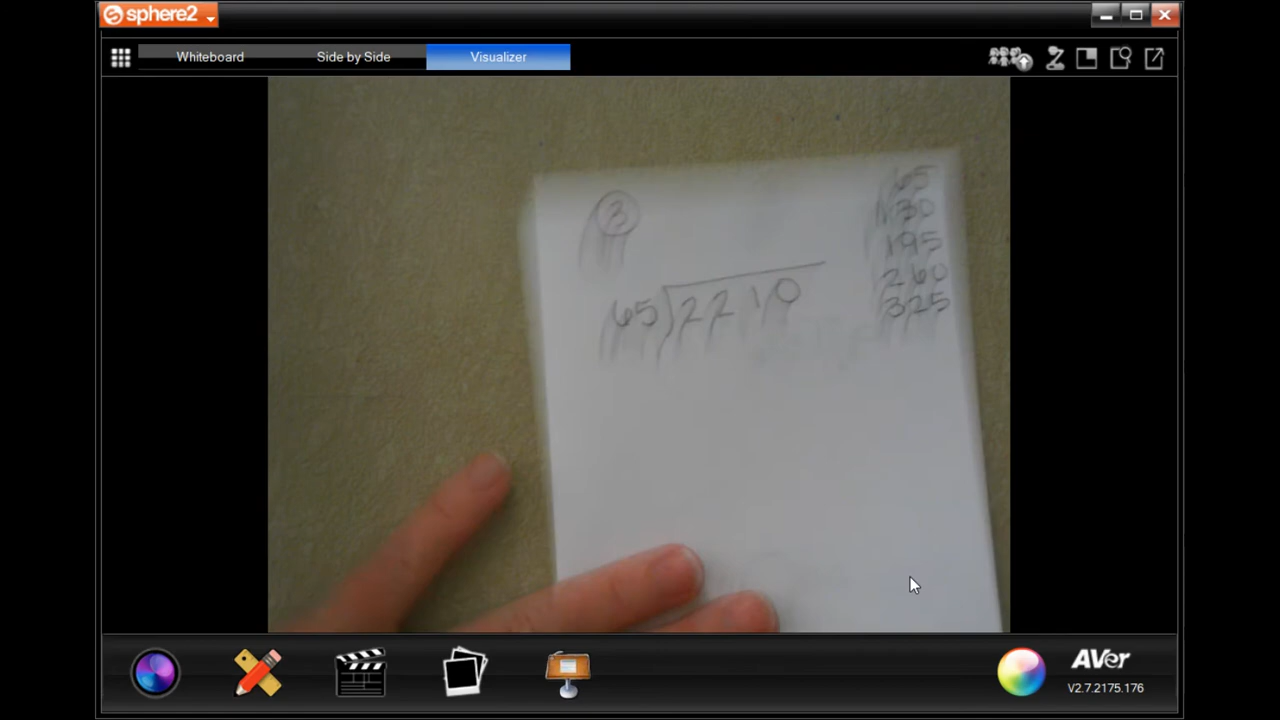 sphere2
Whiteboard
Side by Side
Visualizer
3
65
130
195
260
325
65)2210
AVer
V2.7.2175.176